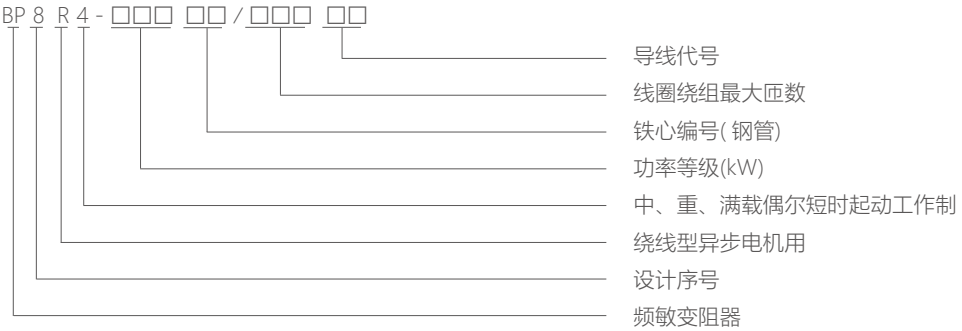 BP 8 R 4 - □□□ □□ / □□□ □□
导线代号
线圈绕组最大匝数
铁心编号( 钢管)
功率等级(kW)
中、重、满载偶尔短时起动工作制
绕线型异步电机用
设计序号
频敏变阻器